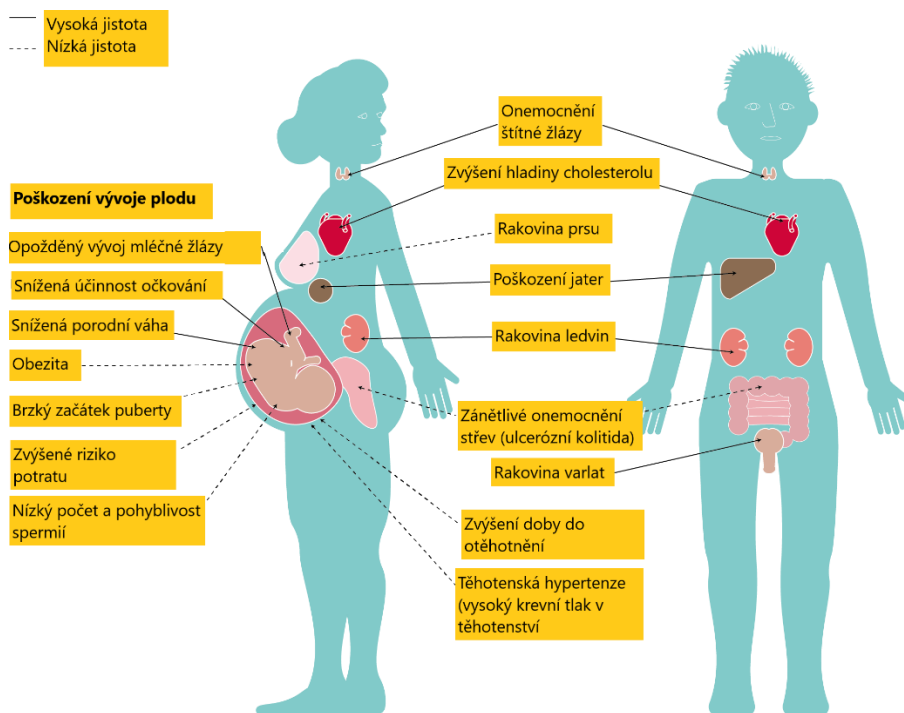 Vysoká jistota
Nízká jistota
Onemocnění
štítné žlázy
Zvýšení hladiny cholesterolu
Poškození vývoje plodu
Rakovina prsu
Opožděný vývoj mléčné žlázy
Poškození jater
Snížená účinnost očkování
Snížená porodní váha
Rakovina ledvin
Obezita
Brzký začátek puberty
Zánětlivé onemocnění
střev (ulcerózní kolitida)
Zvýšené riziko
potratu
Rakovina varlat
Nízký počet a pohyblivost
spermií
Zvýšení doby do
otěhotnění
Těhotenská hypertenze
(vysoký krevní tlak v
těhotenství